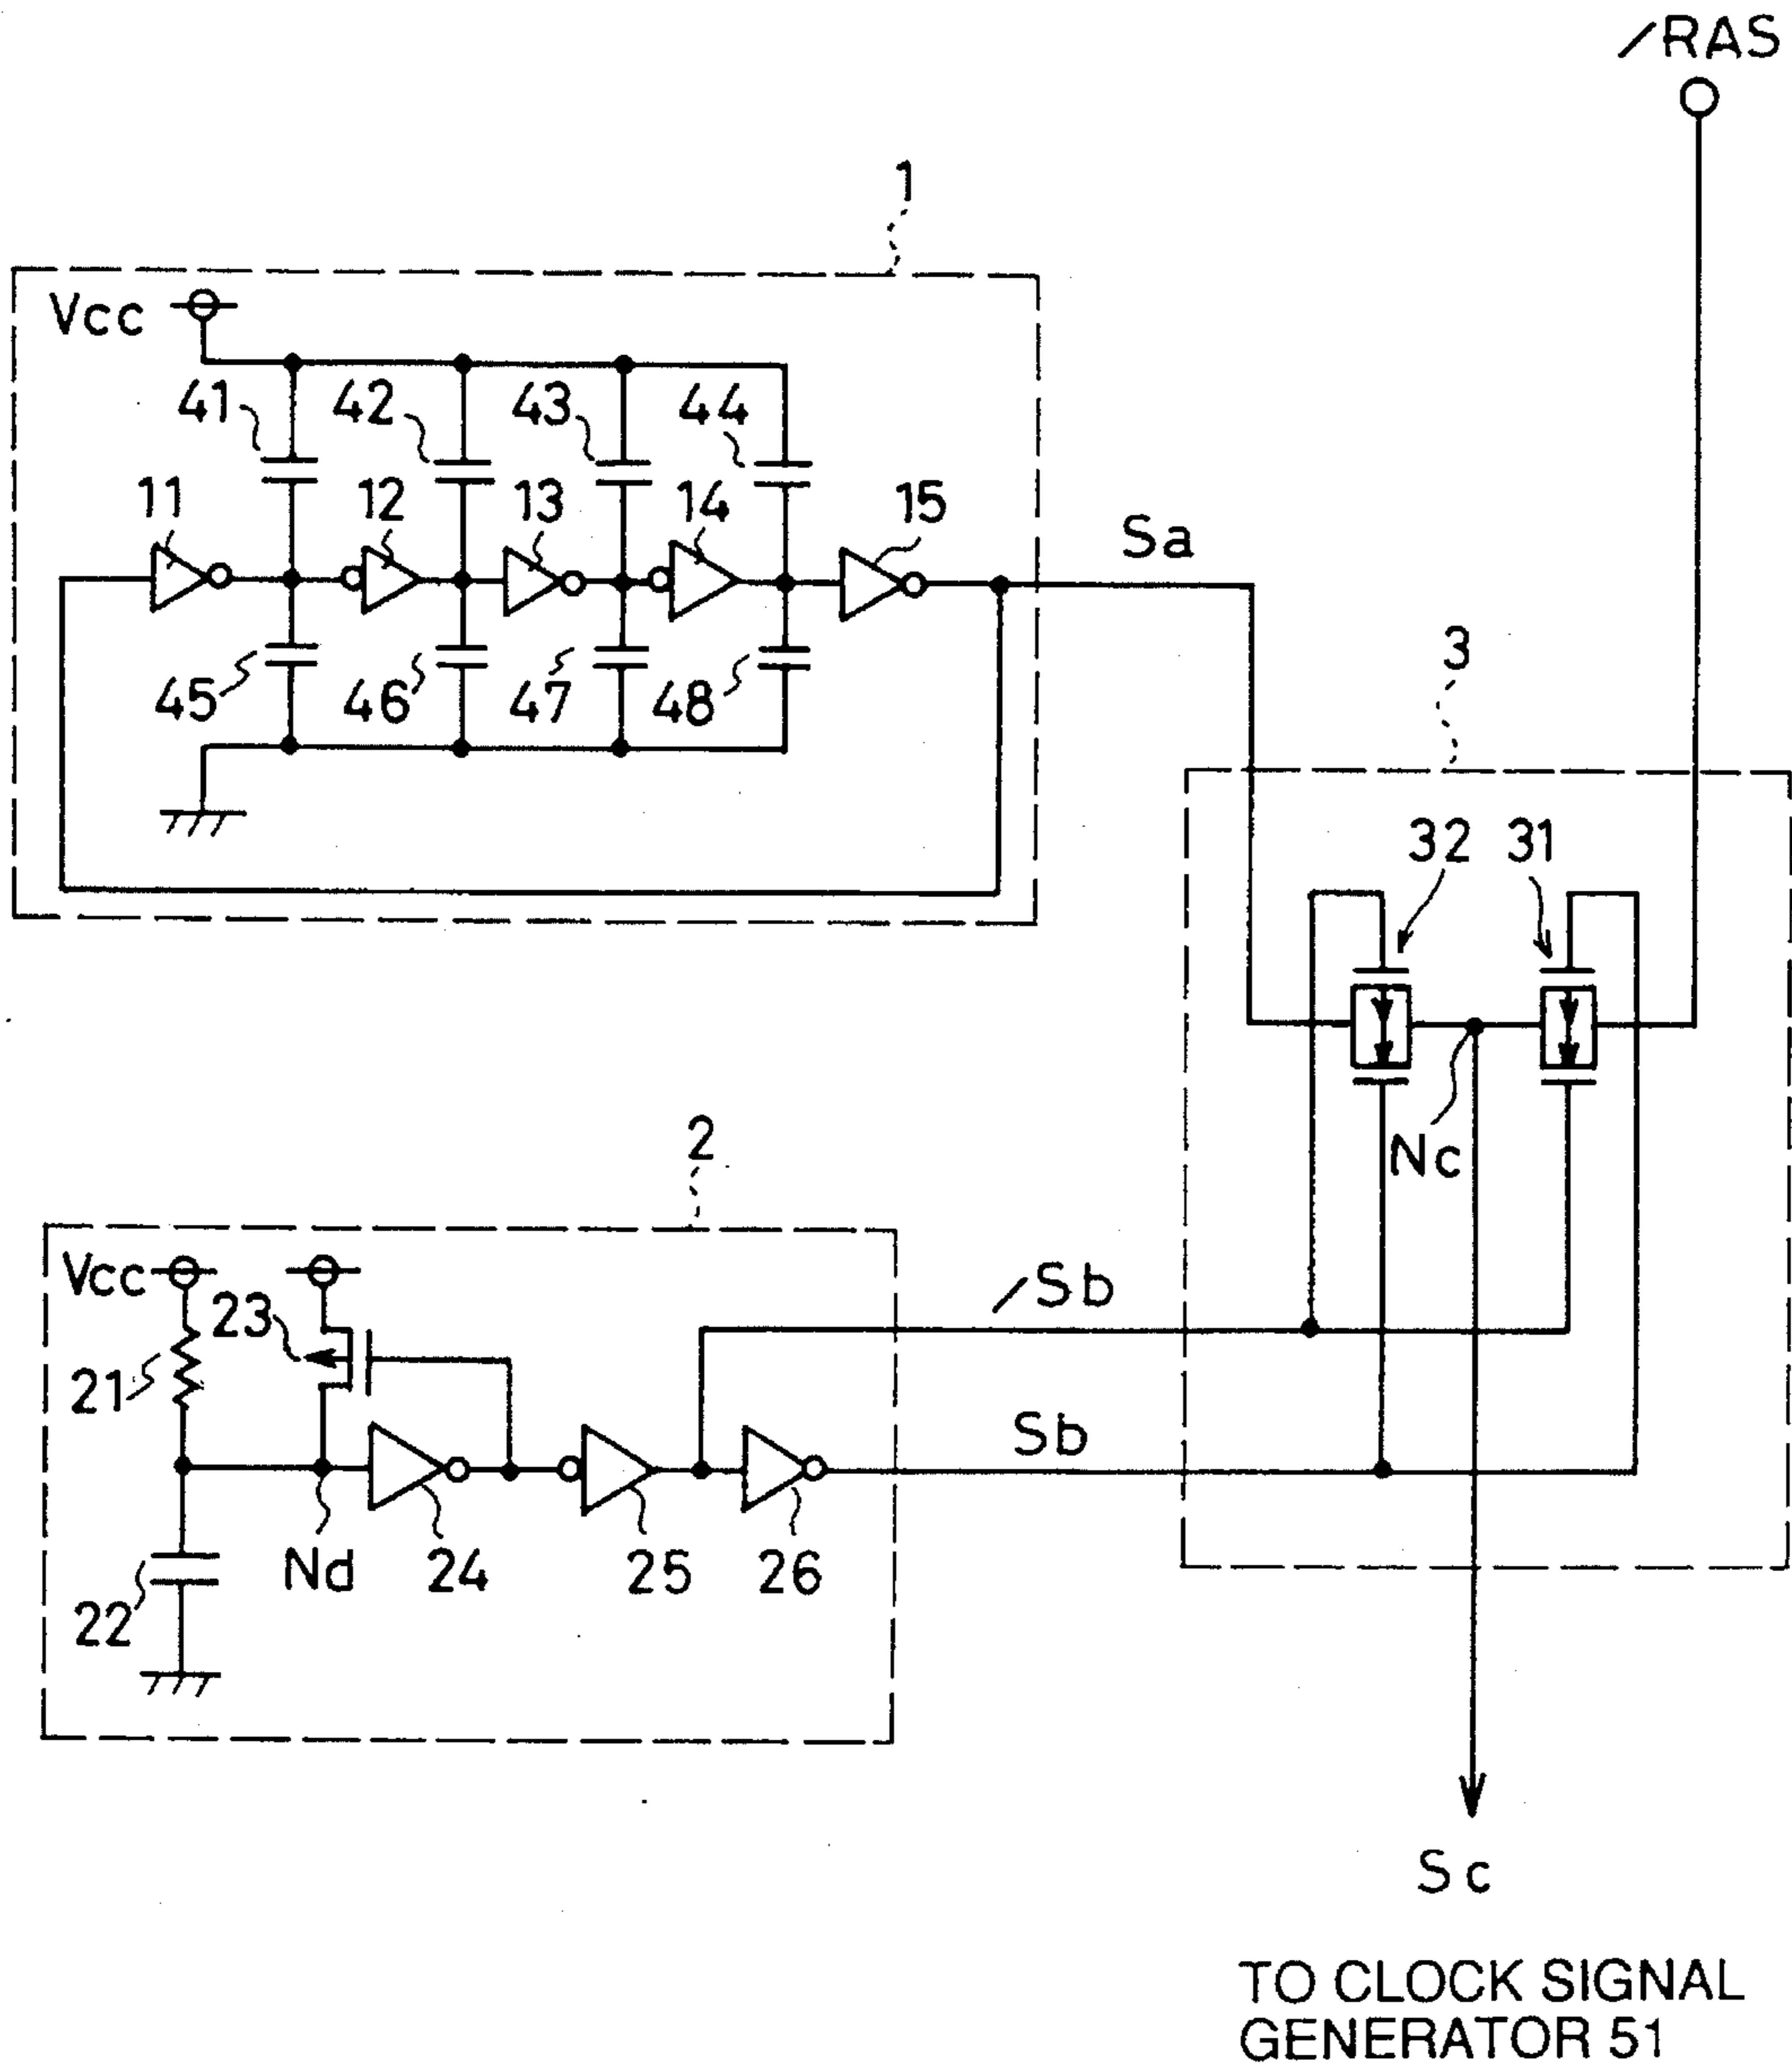 /RAS
1
Vcc
41
42
43
44
11
12
13
14
15
Sa
45
46
47
48
3
32
31
Nc
2
Vcc
23
21
/Sb
Sb
Nd
24
25
26
22
Sc
TO CLOCK SIGNAL
GENERATOR 51